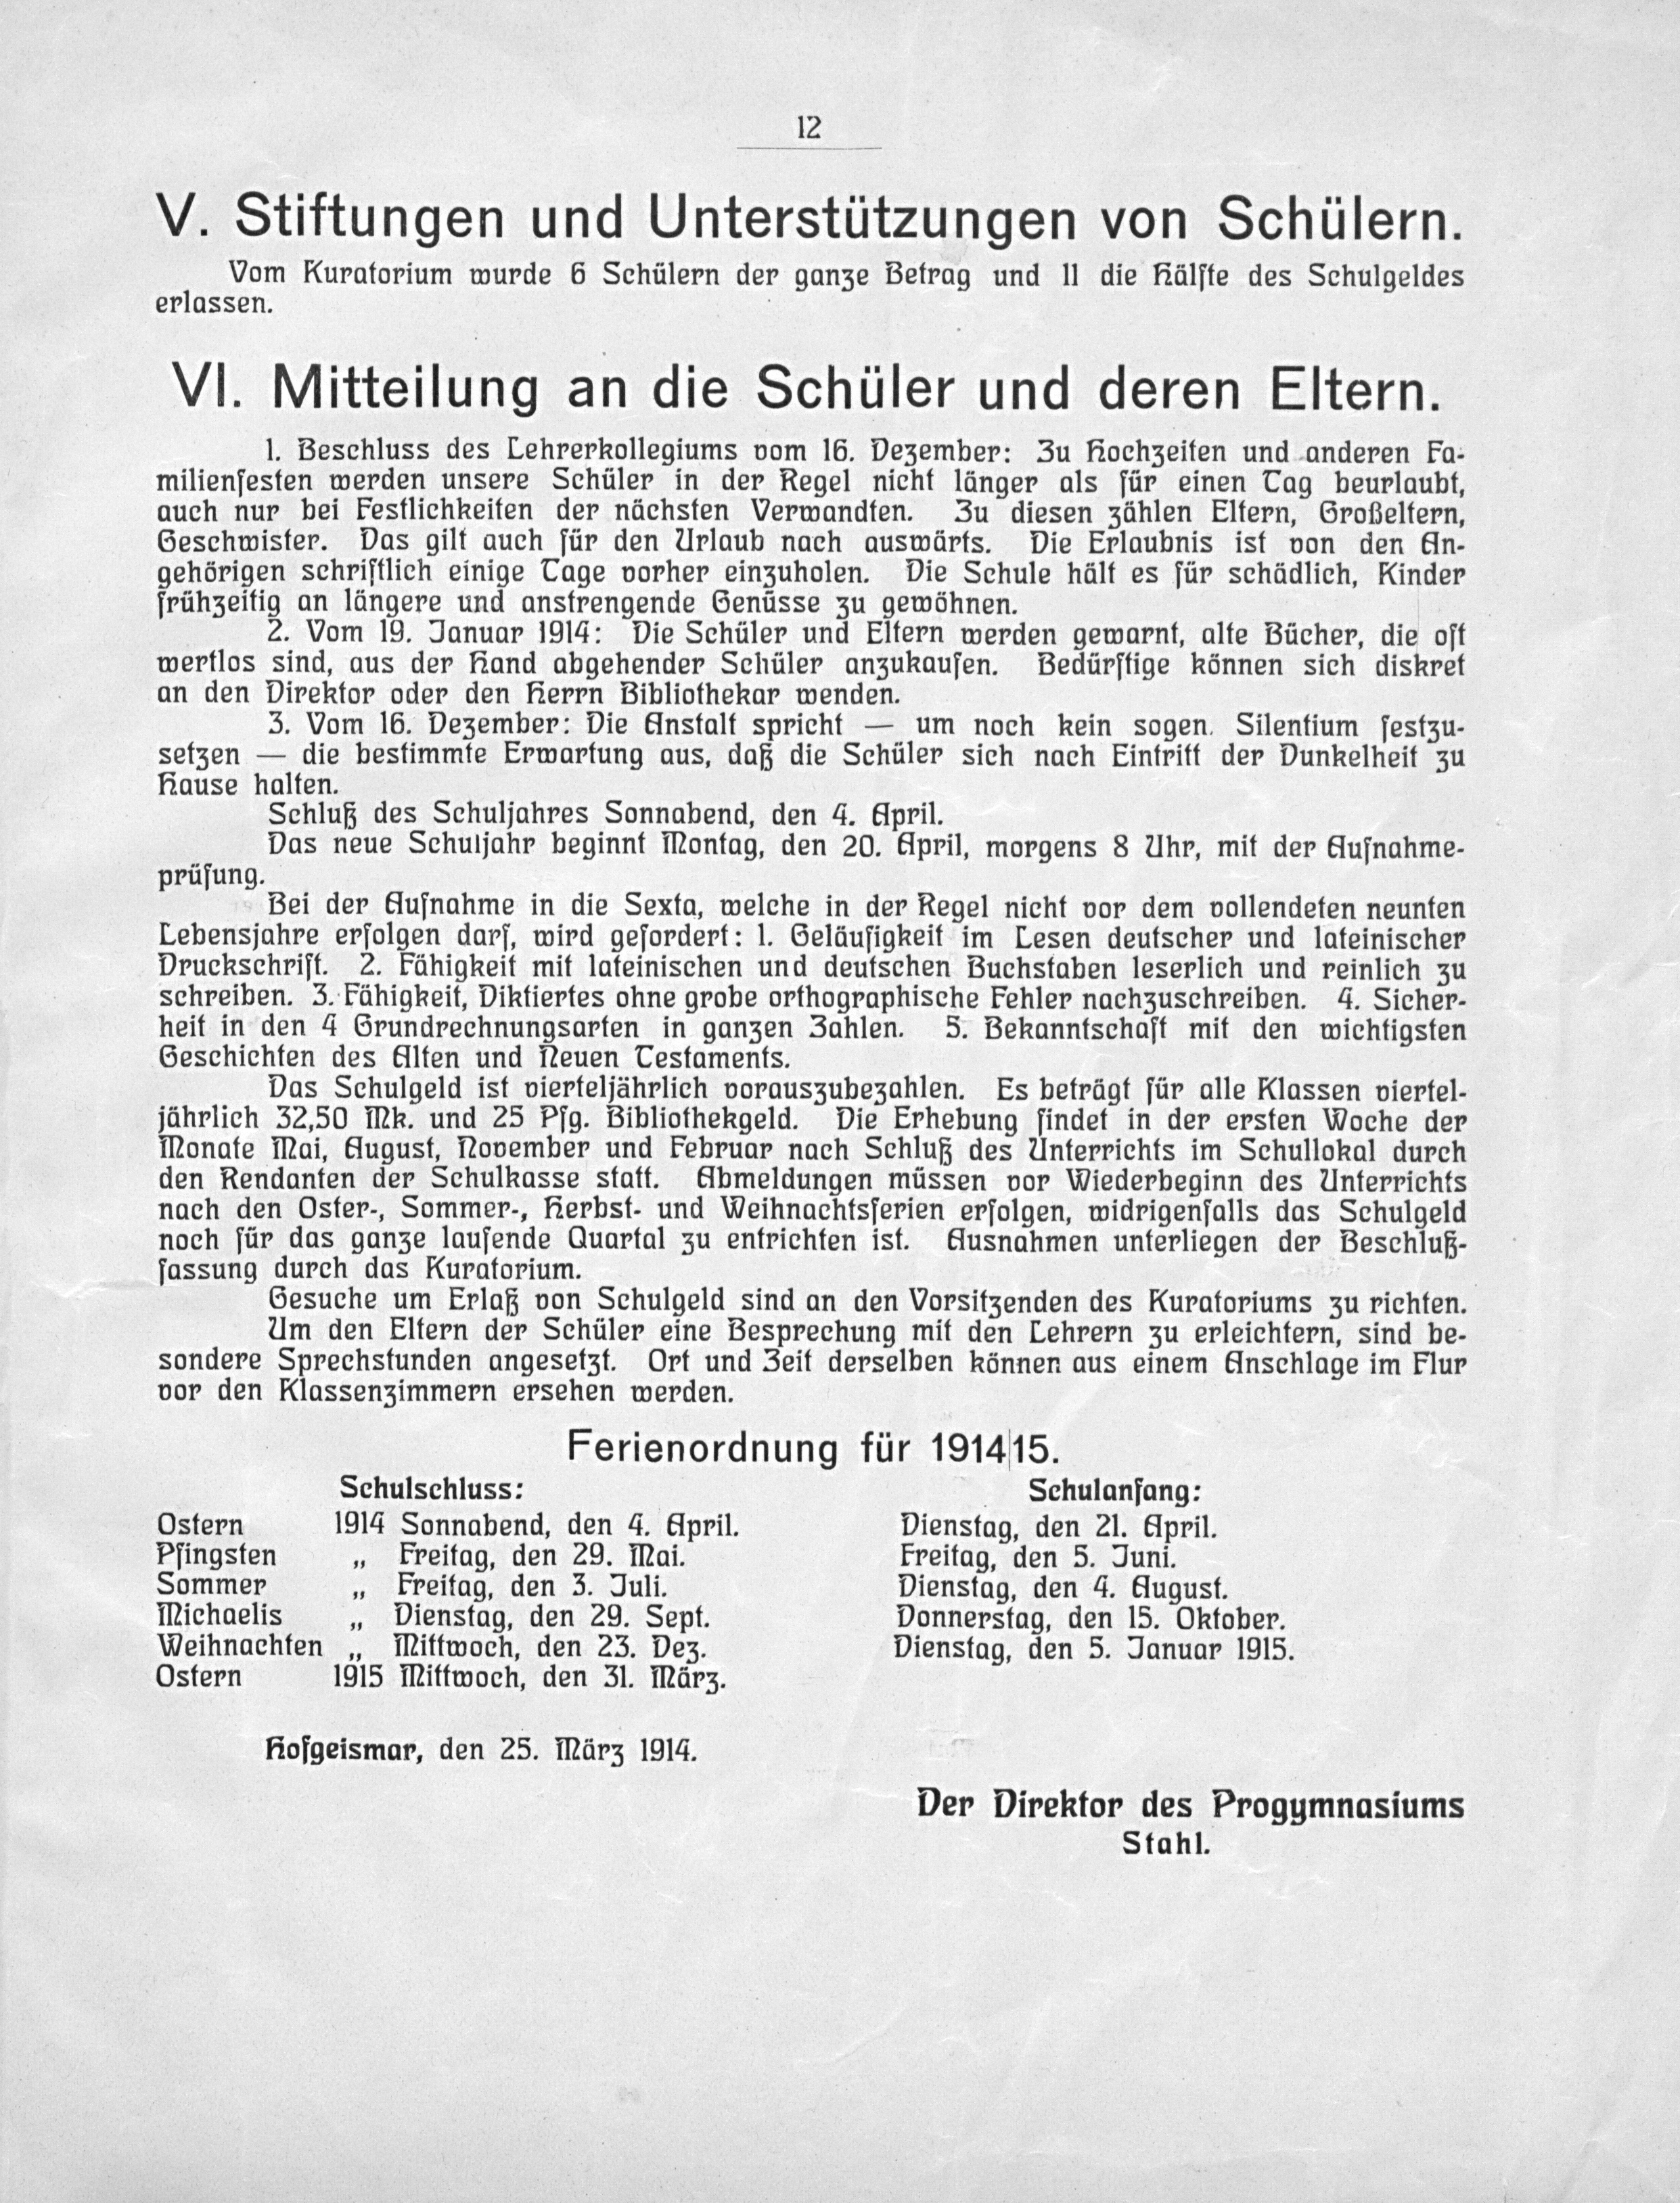 12
V. Stiftungen und Unterstützungen von Schülern.
Vom Kuratorium wurde 6 Schülern der ganze Betrag und 11 die Hälfte des Schulgeldes
erlassen.
VI. Mitteilung an die Schüler und deren Eltern.
1. Beschluss des Lehrerkollegiums vom 16. Dezember: Zu Hochzeiten und anderen Fa-
milienfesten werden unsere Schüler in der Regel nicht länger als für einen Tag beurlaubt,
auch nur bei Festlichkeiten der nächsten Verwandten. Zu diesen zählen Eltern, Großeltern,
Geschwister. Das gilt auch für den Urlaub nach auswärts. Die Erlaubnis ist von den An-
gehörigen schriftlich einige Tage vorher einzuholen. Die Schule hält es für schädlich, Kinder
frühzeitig an längere und anstrengende Genüsse zu gewöhnen.
2. Vom 19. Januar 1914: Die Schüler und Eltern werden gewarnt, alte Bücher, die oft
wertlos sind, aus der Hand abgehender Schüler anzukaufen. Bedürftige können sich diskret
an den Direktor oder den Herrn Bibliothekar wenden.
3. Vom 16. Dezember: Die Anstalt spricht — um noch kein sogen. Silentium festzu-
setzen — die bestimmte Erwartung aus, daß die Schüler sich nach Eintritt der Dunkelheit zu
Hause halten.
Schluß des Schuljahres Sonnabend, den 4. April.
Das neue Schuljahr beginnt Montag, den 20. April, morgens 8 Uhr, mit der Aufnahme-
prüfung.
Bei der Aufnahme in die Sexta, welche in der Regel nicht vor dem vollendeten neunten
Lebensjahre erfolgen darf, wird gefordert: 1. Geläufigkeit im Lesen deutscher und lateinischer
Druckschrift. 2. Fähigkeit mit lateinischen und deutschen Buchstaben leserlich und reinlich zu
schreiben. 3. Fähigkeit, Diktiertes ohne grobe orthographische Fehler nachzuschreiben. 4. Sicher-
heit in den 4 Grundrechnungsarten in ganzen Zahlen. 5. Bekanntschaft mit den wichtigsten
Geschichten des Alten und Neuen Testaments.
Das Schulgeld ist vierteljährlich vorauszubezahlen. Es beträgt für alle Klassen viertel-
jährlich 32,50 Mk. und 25 Pfg. Bibliothekgeld. Die Erhebung findet in der ersten Woche der
Monate Mai, August, November und Februar nach Schluß des Unterrichts im Schullokal durch
den Rendanten der Schulkasse statt. Abmeldungen müssen vor Wiederbeginn des Unterrichts
nach den Oster-, Sommer-, Herbst- und Weihnachtsferien erfolgen, widrigenfalls das Schulgeld
noch für das ganze laufende Quartal zu entrichten ist. Ausnahmen unterliegen der Beschluß-
fassung durch das Kuratorium.
Gesuche um Erlaß von Schulgeld sind an den Vorsitzenden des Kuratoriums zu richten.
Um den Eltern der Schüler eine Besprechung mit den Lehrern zu erleichtern, sind be-
sondere Sprechstunden angesetzt. Ort und Zeit derselben können aus einem Anschlage im Flur
vor den Klassenzimmern ersehen werden.
Ferienordnung für 1914|15.
Schulschluss: Schulanfang:
Ostern 1914 Sonnabend, den 4. April. Dienstag, den 21. April.
Pfingsten „ Freitag, den 29. Mai. Freitag, den 5. Juni.
Sommer „ Freitag, den 3. Juli. Dienstag, den 4. August.
Michaelis „ Dienstag, den 29. Sept. Donnerstag, den 15. Oktober.
Weihnachten „ Mittwoch, den 23. Dez. Dienstag, den 5. Januar 1915.
Ostern 1915 Mittwoch, den 31. März.
Hofgeismar, den 25. März 1914.
Der Direktor des Progymnasiums
Stahl.